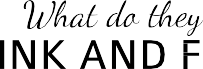 What do they
INK AND F